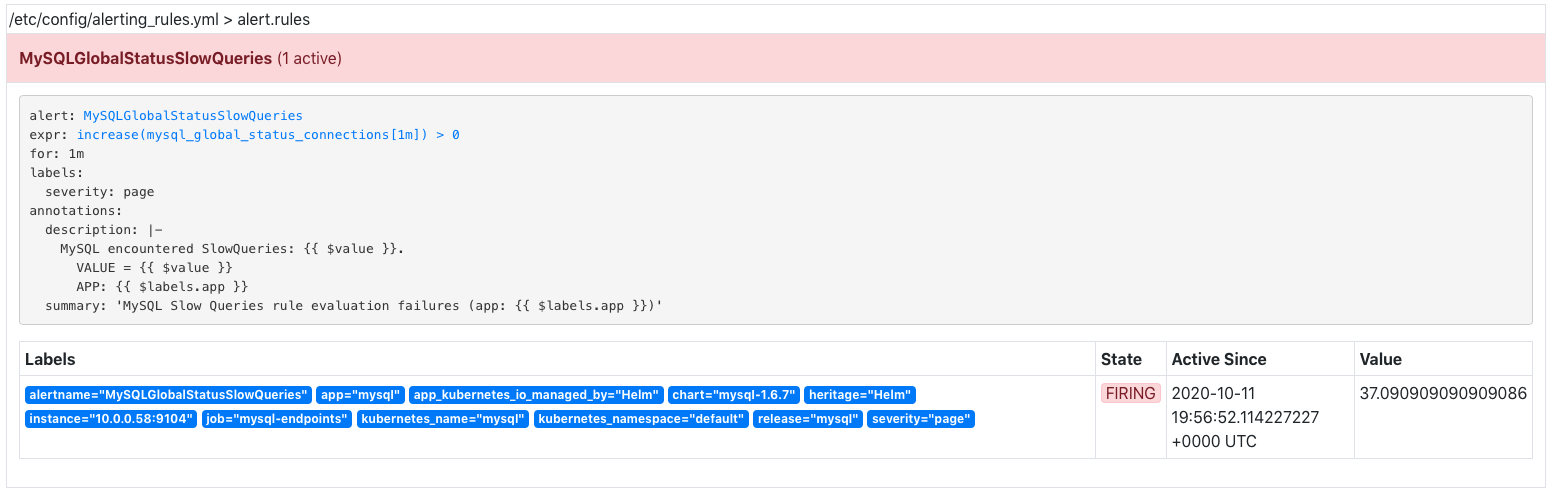 /etc/config/alerting_rules.yml > alert.rules
MySQLGlobalStatusSlowQueries (1 active)
alert: MySQLGlobalStatusSlowQueries
expr: increase(mysql_global_status_connections[1m]) > 0
for: 1m
labels:
  severity: page
annotations:
  description: |-
    MySQL encountered SlowQueries: {{ $value }}.
      VALUE = {{ $value }}
      APP: {{ $labels.app }}
  summary: 'MySQL Slow Queries rule evaluation failures (app: {{ $labels.app }})'
Labels State Active Since Value
alertname="MySQLGlobalStatusSlowQueries" app="mysql" app_kubernetes_io_managed_by="Helm" chart="mysql-1.6.7" heritage="Helm"
instance="10.0.0.58:9104" job="mysql-endpoints" kubernetes_name="mysql" kubernetes_namespace="default" release="mysql" severity="page"
FIRING
2020-10-11
19:56:52.114227227
+0000 UTC
37.090909090909086